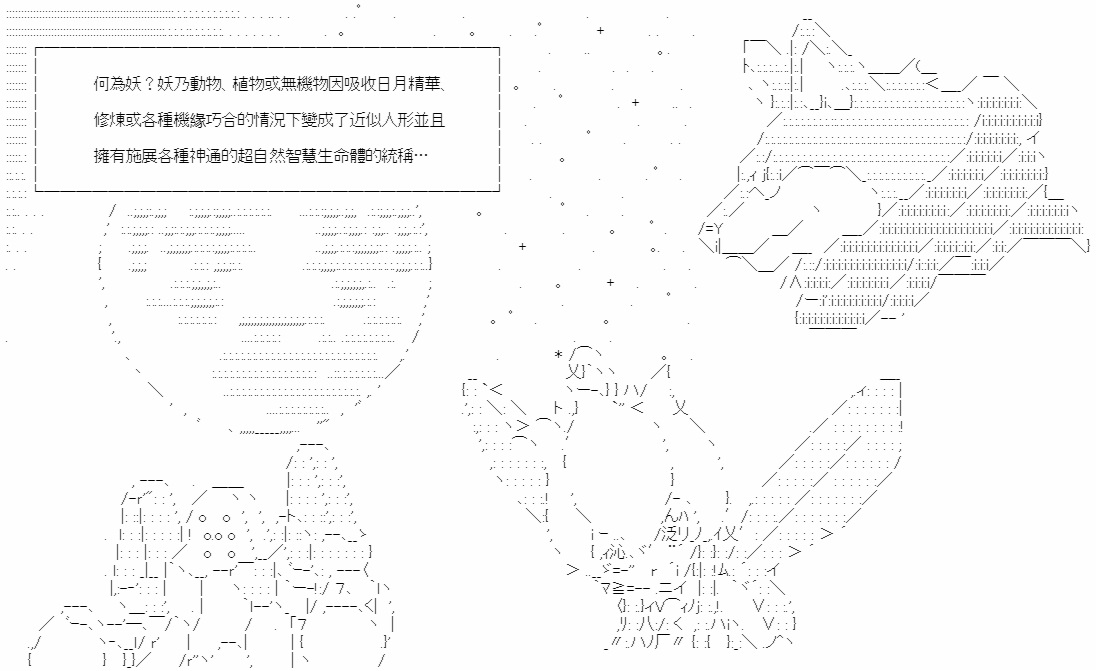 何為妖？妖乃動物、植物或無機物因吸收日月精華、
修煉或各種機緣巧合的情況下變成了近似人形並且
擁有施展各種神通的超自然智慧生命體的統稱…